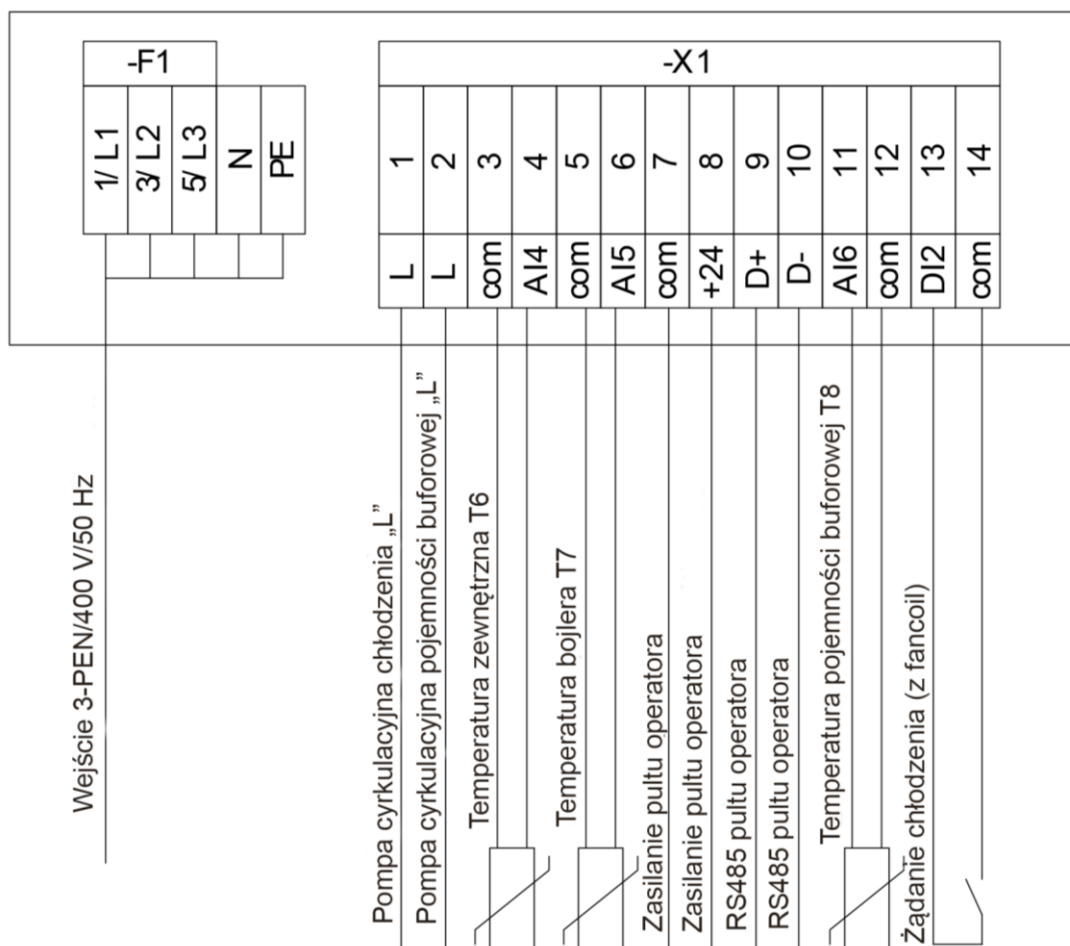 -F1
-X1
1/ L1
3/ L2
5/ L3
N
PE
1
2
3
4
5
6
7
8
9
10
11
12
13
14
L
L
com
AI4
com
AI5
com
+24
D+
D-
AI6
com
DI2
com
Wejście 3-PEN/400 V/50 Hz
Pompa cyrkulacyjna chłodzenia „L”
Pompa cyrkulacyjna pojemności buforowej „L”
Temperatura zewnętrzna T6
Temperatura bojlera T7
Zasilanie pultu operatora
Zasilanie pultu operatora
RS485 pultu operatora
RS485 pultu operatora
Temperatura pojemności buforowej T8
Żądanie chłodzenia (z fancoil)